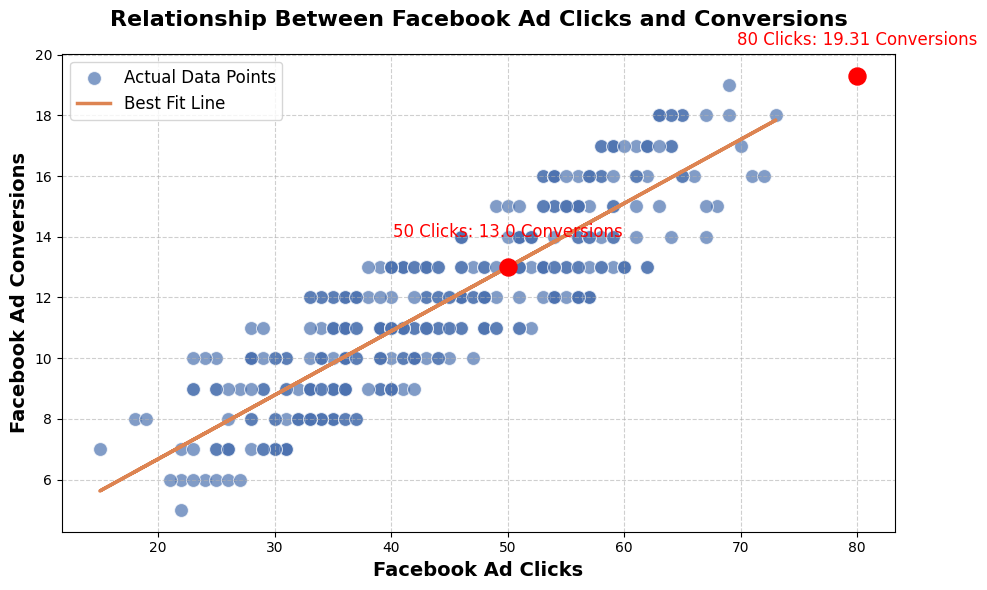 Relationship Between Facebook Ad Clicks and Conversions
80 Clicks: 19.31 Conversions
Actual Data Points
Best Fit Line
50 Clicks: 13.0 Conversions
Facebook Ad Conversions
20
18
16
14
12
10
8
6
20 30 40 50 60 70 80
Facebook Ad Clicks